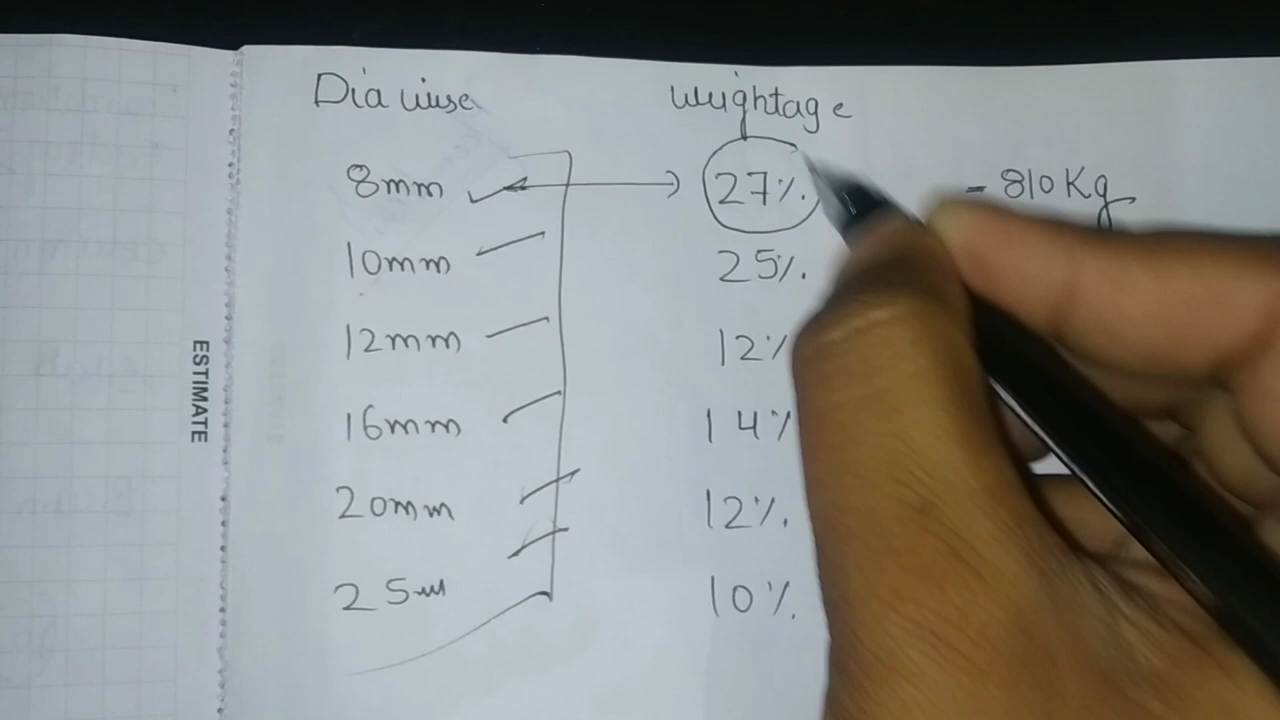 Dia wise Weightage
8mm 27% - 810 Kg
10mm 25%.
12mm 12%
16mm 14%
20mm 12%.
25mm 10%.
ESTIMATE